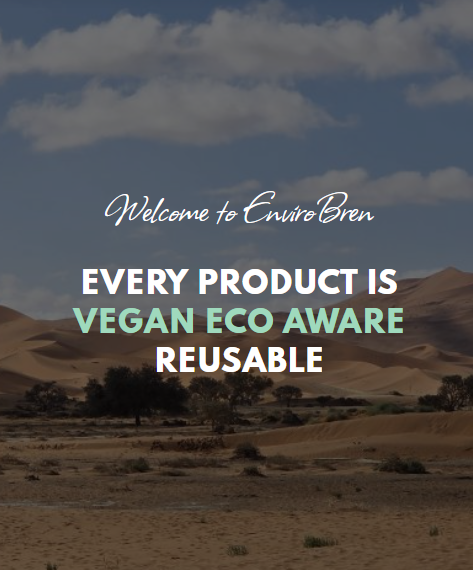 Welcome to EnviroBren
EVERY PRODUCT IS
VEGAN ECO AWARE
REUSABLE